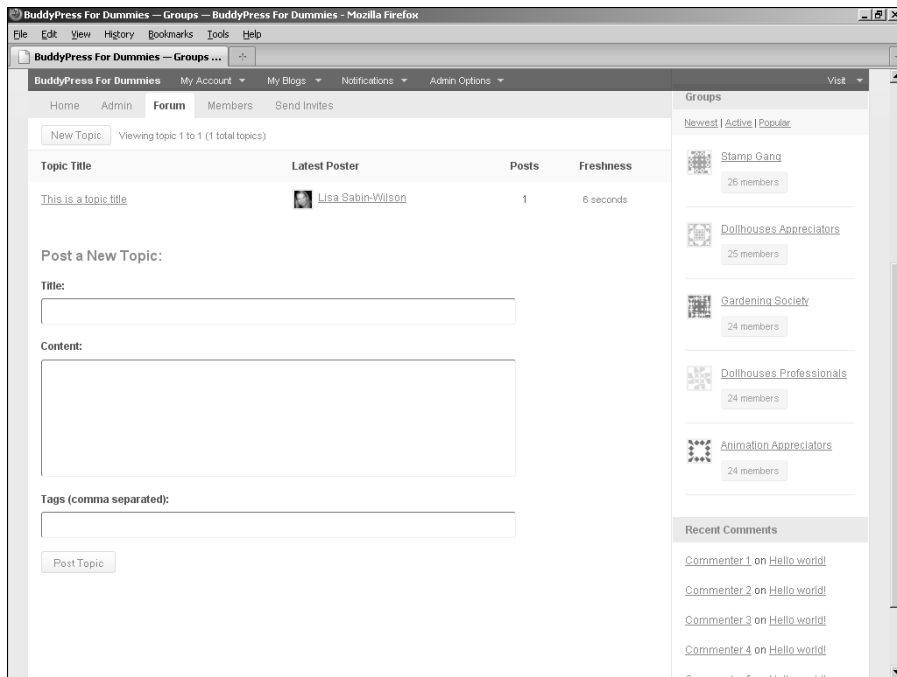 BuddyPress For Dummies — Groups — BuddyPress For Dummies - Mozilla Firefox
File Edit View History Bookmarks Tools Help
BuddyPress For Dummies — Groups ...
BuddyPress For Dummies My Account My Blogs Notifications Admin Options Visit
Home Admin Forum Members Send Invites
New Topic Viewing topic 1 to 1 (1 total topics)
Topic Title Latest Poster Posts Freshness
This is a topic title Lisa Sabin-Wilson 1 6 seconds
Post a New Topic:
Title:
Content:
Tags (comma separated):
Post Topic
Groups
Newest | Active | Popular
Stamp Gang
26 members
Dollhouses Appreciators
25 members
Gardening Society
24 members
Dollhouses Professionals
24 members
Animation Appreciators
24 members
Recent Comments
Commenter 1 on Hello world!
Commenter 2 on Hello world!
Commenter 3 on Hello world!
Commenter 4 on Hello world!